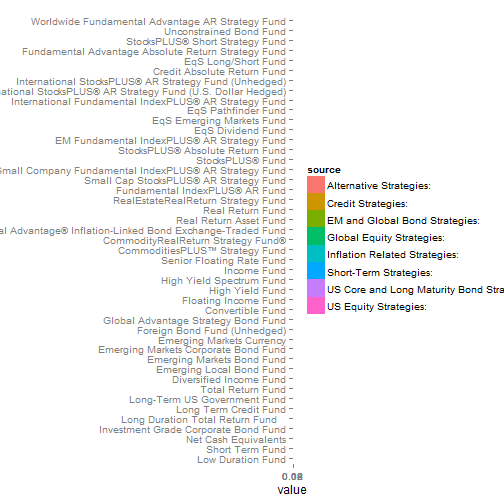 Worldwide Fundamental Advantage AR Strategy Fund
Unconstrained Bond Fund
StocksPLUS® Short Strategy Fund
Fundamental Advantage Absolute Return Strategy Fund
EqS Long/Short Fund
Credit Absolute Return Fund
International StocksPLUS® AR Strategy Fund (Unhedged)
StocksPLUS® AR Strategy Fund (U.S. Dollar Hedged)
International Fundamental IndexPLUS® AR Strategy Fund
EqS Pathfinder Fund
EqS Emerging Markets Fund
EqS Dividend Fund
EM Fundamental IndexPLUS® AR Strategy Fund
StocksPLUS® Absolute Return Fund
StocksPLUS® Fund
Small Company Fundamental IndexPLUS® AR Strategy Fund
Small Cap StocksPLUS® AR Strategy Fund
Fundamental IndexPLUS® AR Fund
RealEstateRealReturn Strategy Fund
Real Return Fund
Real Return Asset Fund
Advantage® Inflation-Linked Bond Exchange-Traded Fund
CommodityRealReturn Strategy Fund®
CommoditiesPLUS™ Strategy Fund
Senior Floating Rate Fund
Income Fund
High Yield Spectrum Fund
High Yield Fund
Floating Income Fund
Convertible Fund
Global Advantage Strategy Bond Fund
Foreign Bond Fund (Unhedged)
Emerging Markets Currency
Emerging Markets Corporate Bond Fund
Emerging Markets Bond Fund
Emerging Local Bond Fund
Diversified Income Fund
Total Return Fund
Long-Term US Government Fund
Long Term Credit Fund
Long Duration Total Return Fund
Investment Grade Corporate Bond Fund
Net Cash Equivalents
Short Term Fund
Low Duration Fund
value
source
Alternative Strategies:
Credit Strategies:
EM and Global Bond Strategies:
Global Equity Strategies:
Inflation Related Strategies:
Short-Term Strategies:
US Core and Long Maturity Bond Stra
US Equity Strategies: